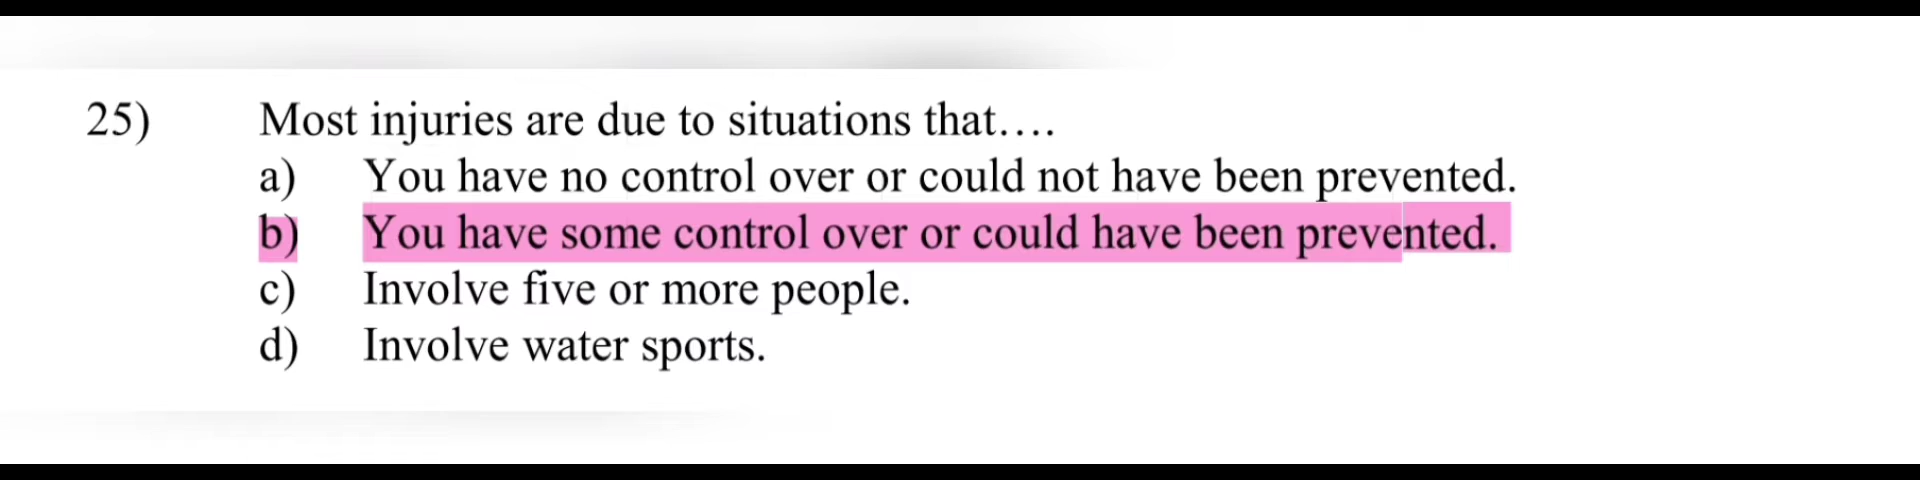 25) Most injuries are due to situations that....
a) You have no control over or could not have been prevented.
b) You have some control over or could have been prevented.
c) Involve five or more people.
d) Involve water sports.